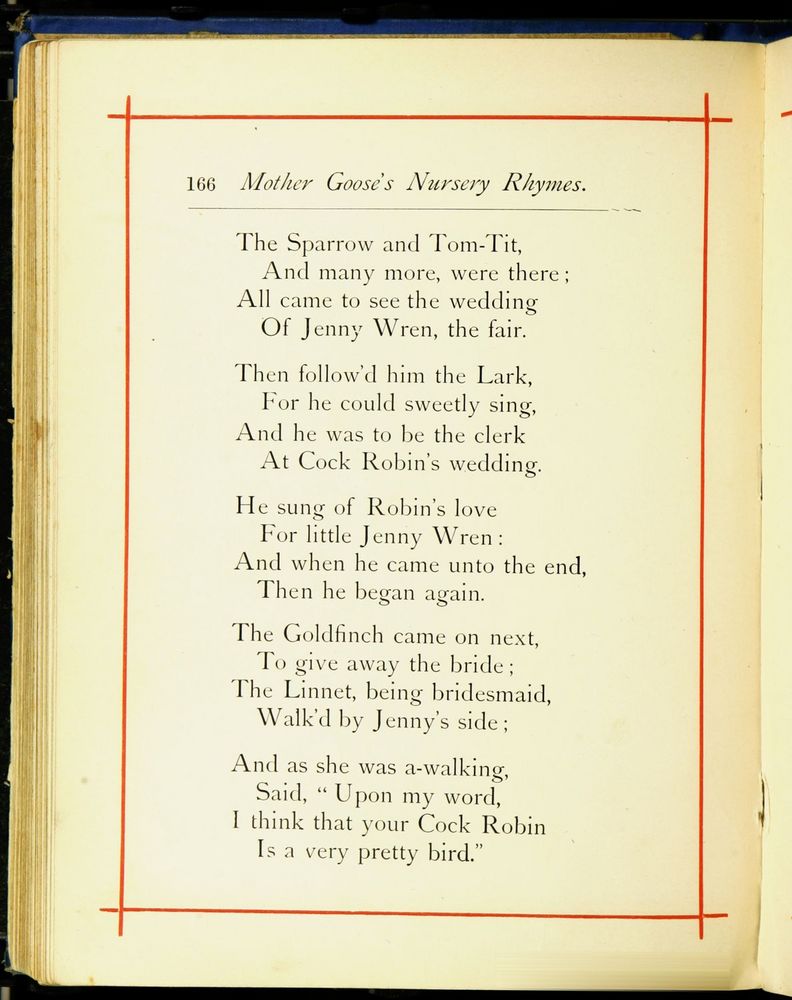 166 Mother Goose's Nursery Rhymes.
The Sparrow and Tom-Tit,
And many more, were there;
All came to see the wedding
Of Jenny Wren, the fair.
Then follow'd him the Lark,
For he could sweetly sing,
And he was to be the clerk
At Cock Robin's wedding.
He sung of Robin's love
For little Jenny Wren:
And when he came unto the end,
Then he began again.
The Goldfinch came on next,
To give away the bride;
The Linnet, being bridesmaid,
Walk'd by Jenny's side;
And as she was a-walking,
Said, “ Upon my word,
I think that your Cock Robin
Is a very pretty bird.”